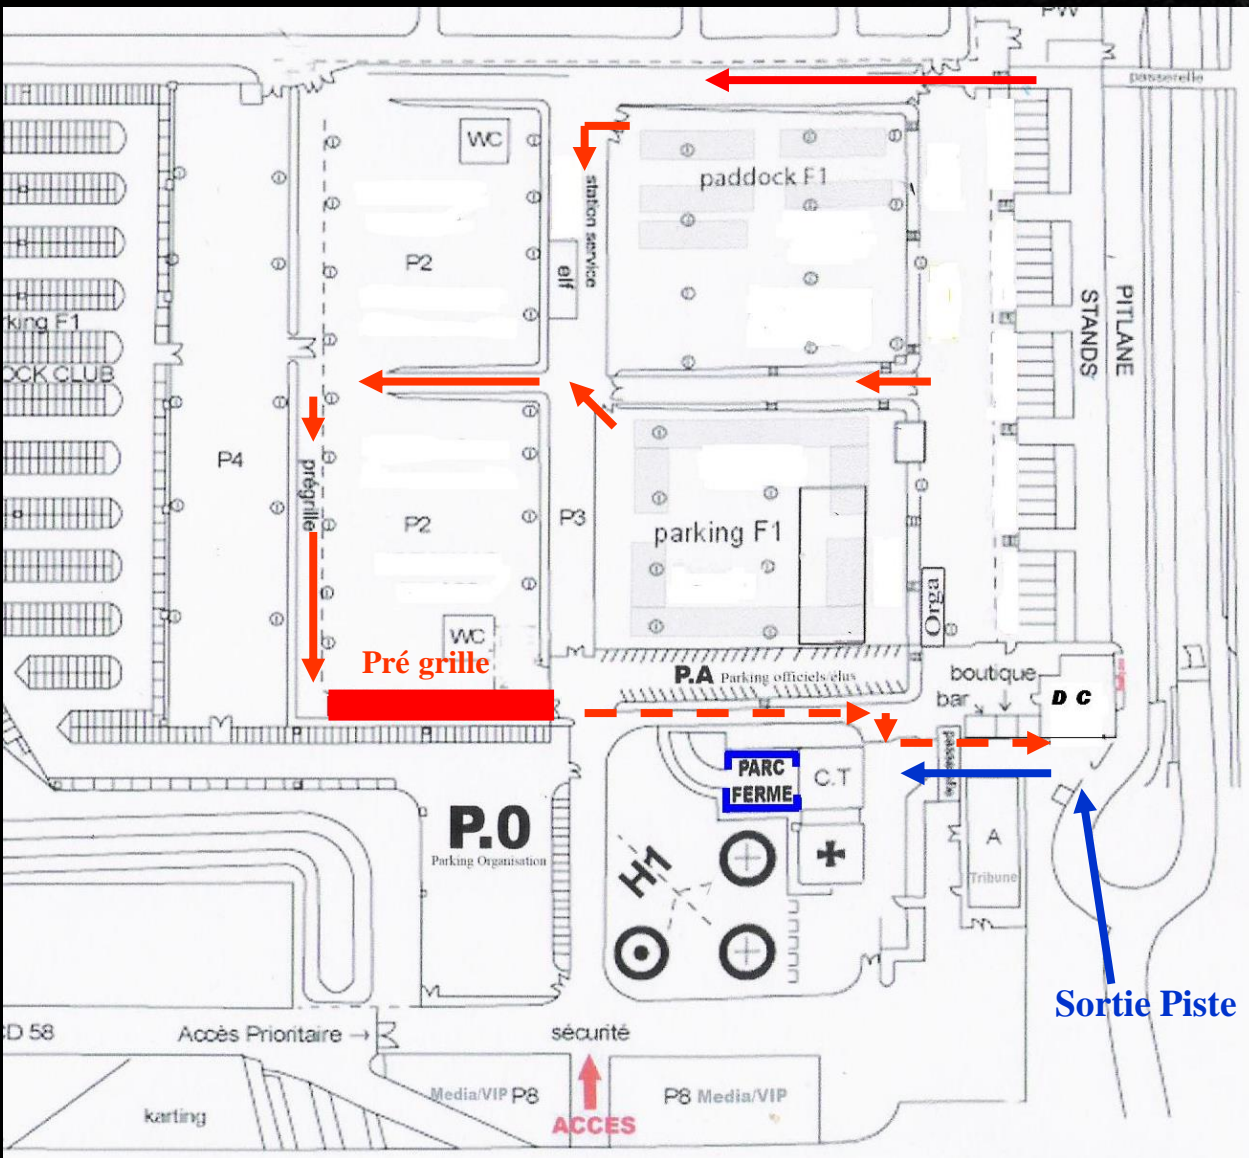 PW
passerelle
WC
paddock F1
station service
P2
elf
PITLANE
STANDS
rking F1
OCK CLUB
P4
prégrille
P2
P3
parking F1
Orga
WC
Pré grille
P.A Parking officiels/élus
boutique
bar
D C
passerelle
PARC
FERME
C.T
P.O
Parking Organisation
H1
A
Tribune
Sortie Piste
CD 58
Accès Prioritaire →
sécurité
Media/VIP P8
P8 Media/VIP
karting
ACCES